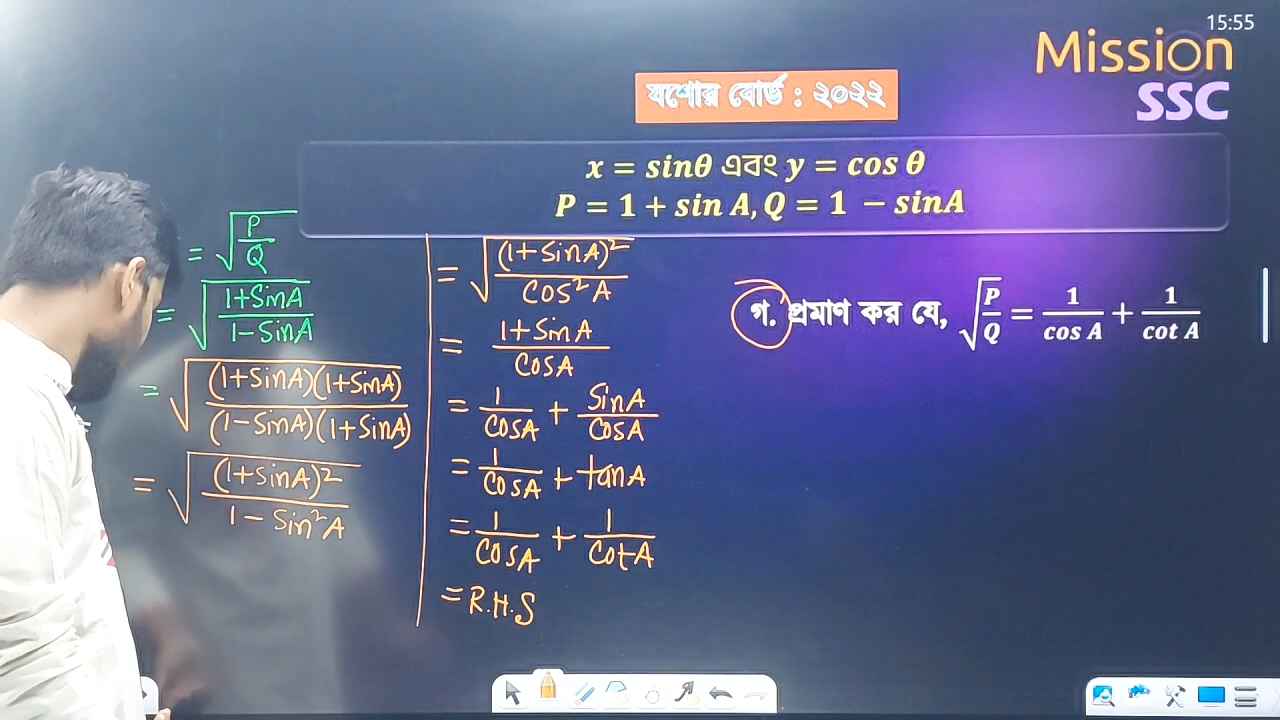 15:55
Mission
SSC
যশোর বোর্ড : ২০২২
x = sinθ এবং y = cos θ
P = 1 + sin A, Q = 1 − sinA
গ. প্রমাণ কর যে, √(P/Q) = 1/cos A + 1/cot A
= √(P/Q)
= √((1+SinA)/(1-SinA))
= √((1+SinA)(1+SinA)/(1-SinA)(1+SinA))
= √((1+SinA)²/(1-Sin²A))
= √((1+SinA)²/COS²A)
= (1+SinA)/COSA
= 1/COSA + SinA/COSA
= 1/COSA + tanA
= 1/COSA + 1/CotA
= R.H.S